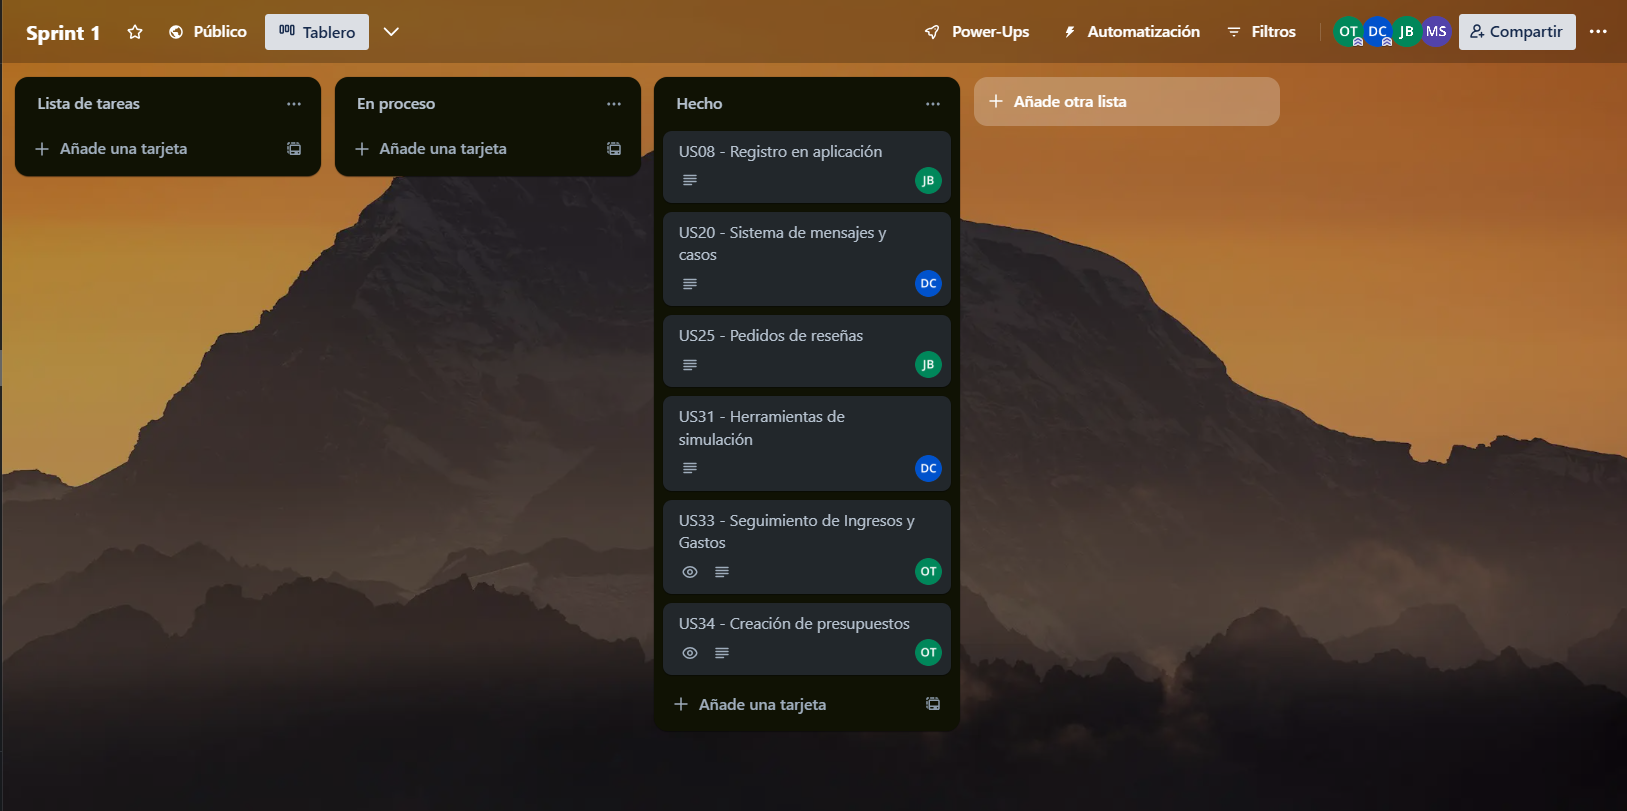 Sprint 1
Público
Tablero
Power-Ups
Automatización
Filtros
OT
DC
JB
MS
Compartir
Lista de tareas
Añade una tarjeta
En proceso
Añade una tarjeta
Hecho
US08 - Registro en aplicación
JB
US20 - Sistema de mensajes y
casos
DC
US25 - Pedidos de reseñas
JB
US31 - Herramientas de
simulación
DC
US33 - Seguimiento de Ingresos y
Gastos
OT
US34 - Creación de presupuestos
OT
Añade una tarjeta
Añade otra lista